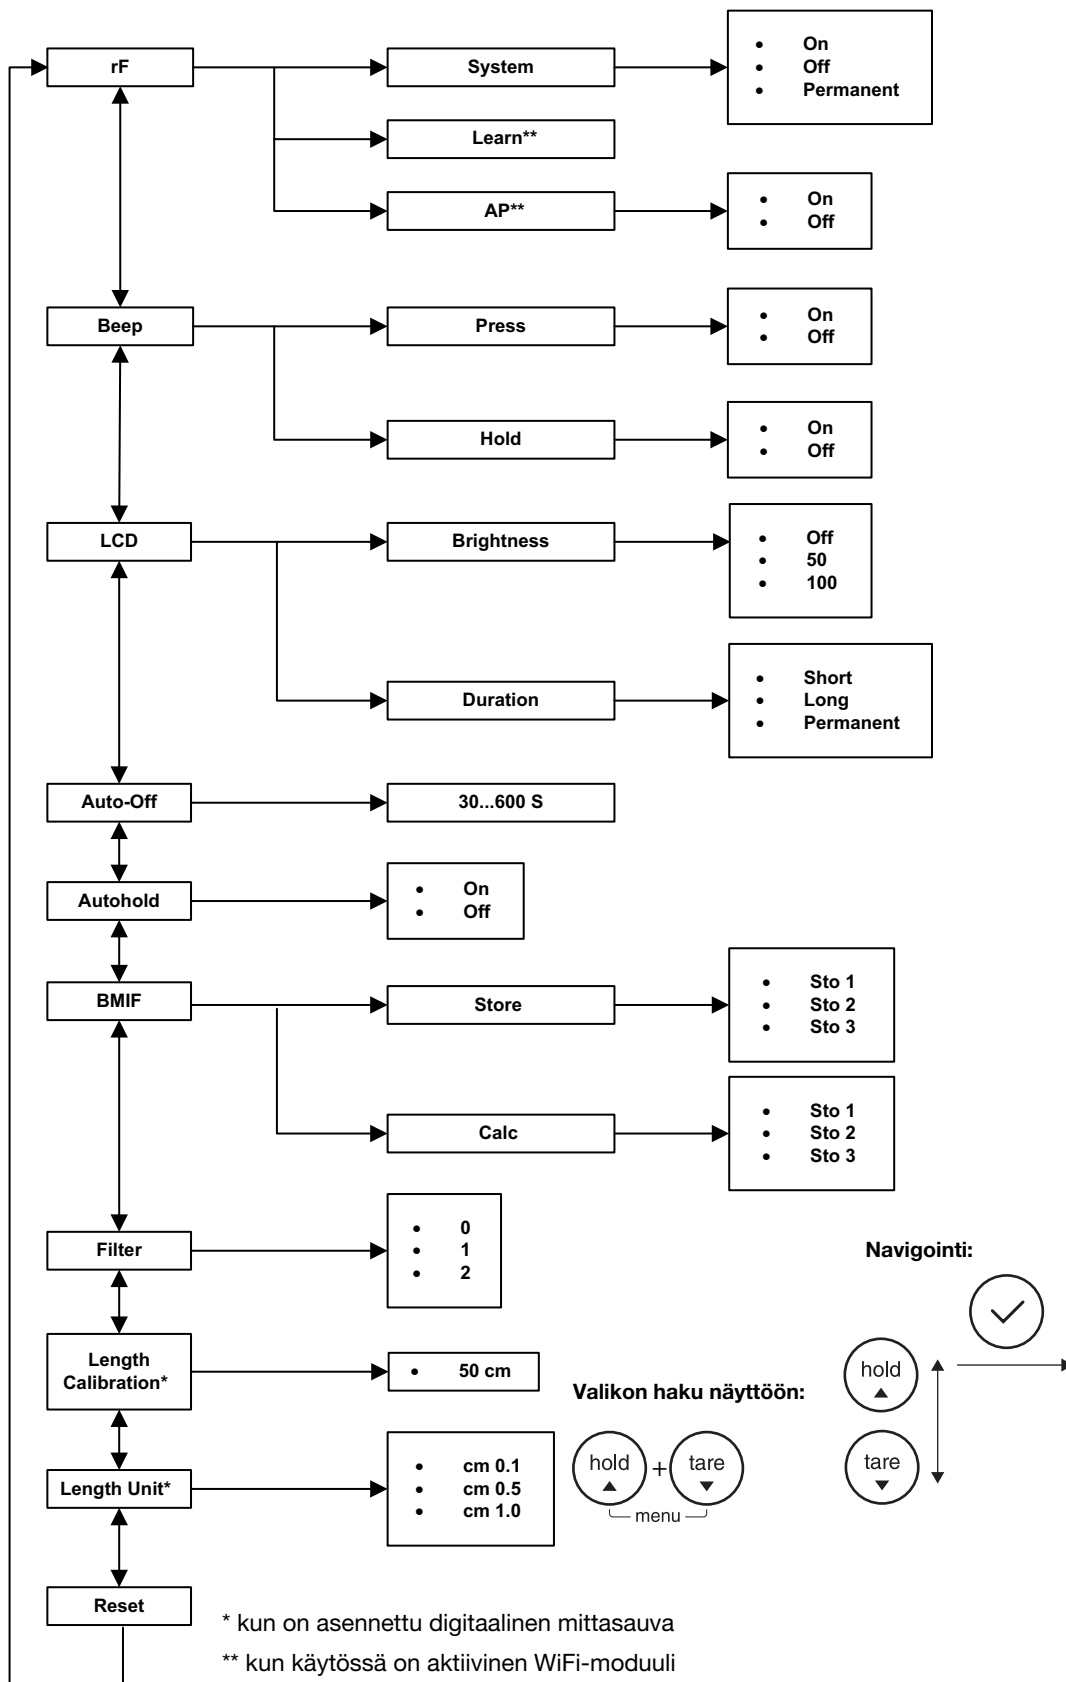 rF
System
• On
• Off
• Permanent
Learn**
AP**
• On
• Off
Beep
Press
• On
• Off
Hold
• On
• Off
LCD
Brightness
• Off
• 50
• 100
Duration
• Short
• Long
• Permanent
Auto-Off
30...600 S
Autohold
• On
• Off
BMIF
Store
• Sto 1
• Sto 2
• Sto 3
Calc
• Sto 1
• Sto 2
• Sto 3
Filter
• 0
• 1
• 2
Length
Calibration*
• 50 cm
Length Unit*
• cm 0.1
• cm 0.5
• cm 1.0
Reset
Valikon haku näyttöön:
hold + tare
menu
Navigointi:
hold
tare
* kun on asennettu digitaalinen mittasauva
** kun käytössä on aktiivinen WiFi-moduuli